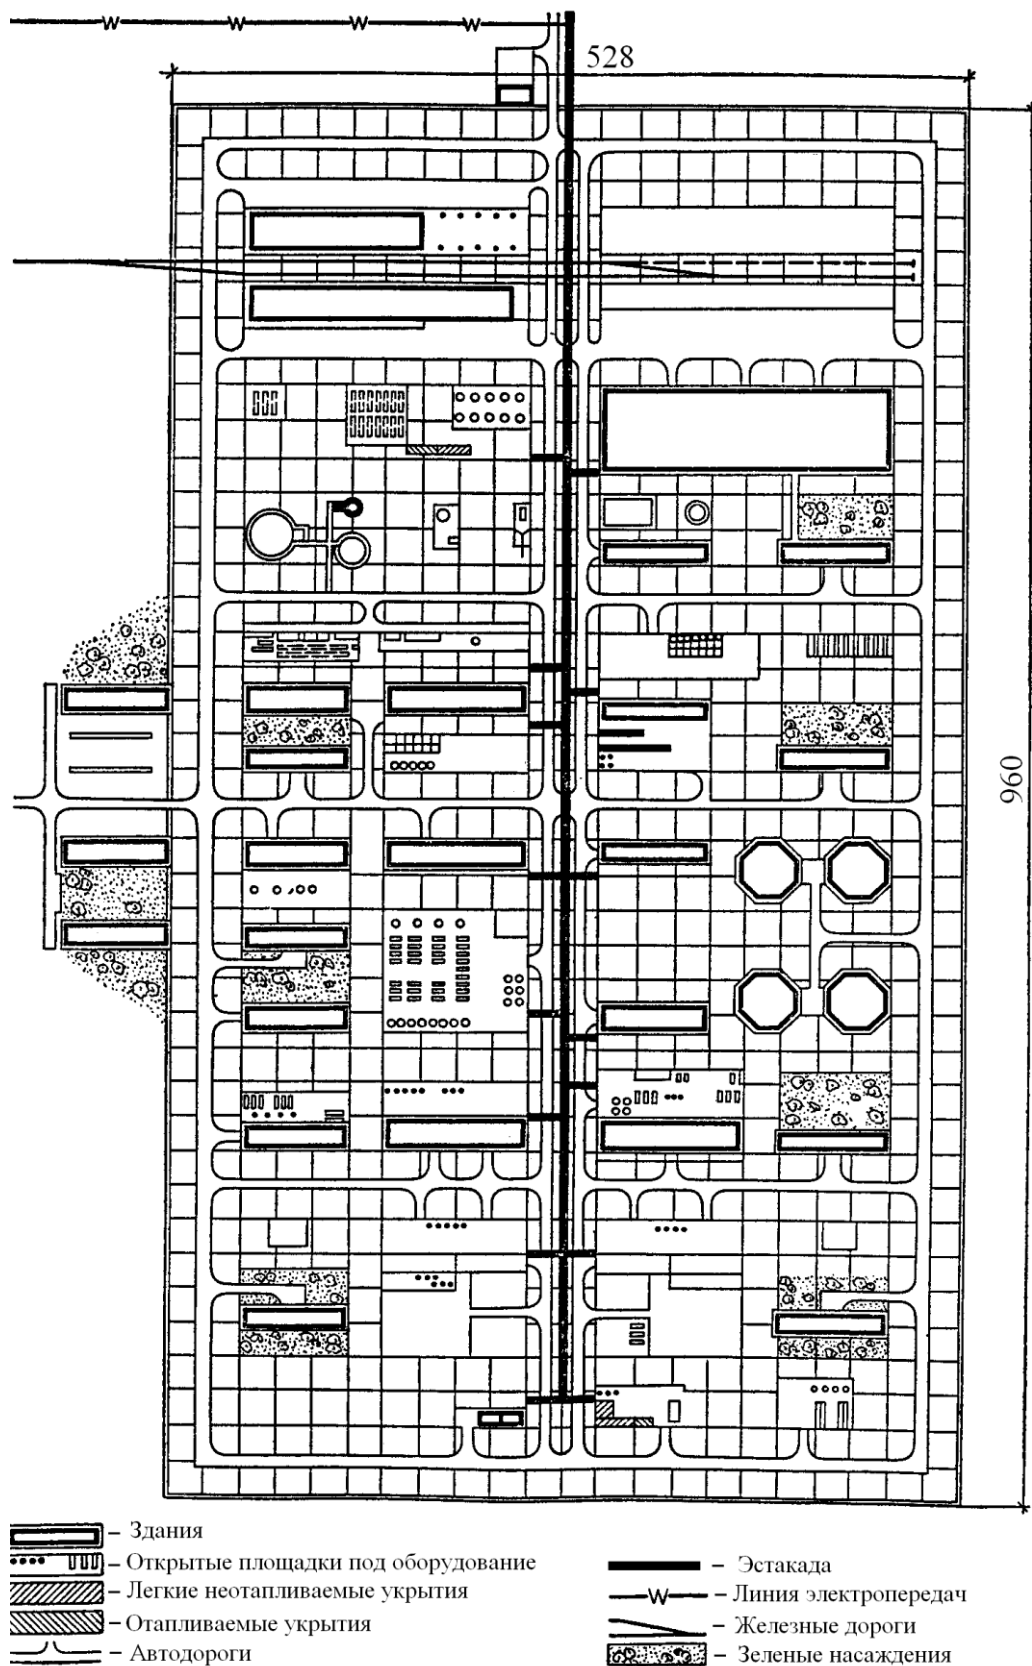 528
960
– Здания
– Открытые площадки под оборудование
– Легкие неотапливаемые укрытия
– Отапливаемые укрытия
– Автодороги
– Эстакада
W – Линия электропередач
– Железные дороги
– Зеленые насаждения